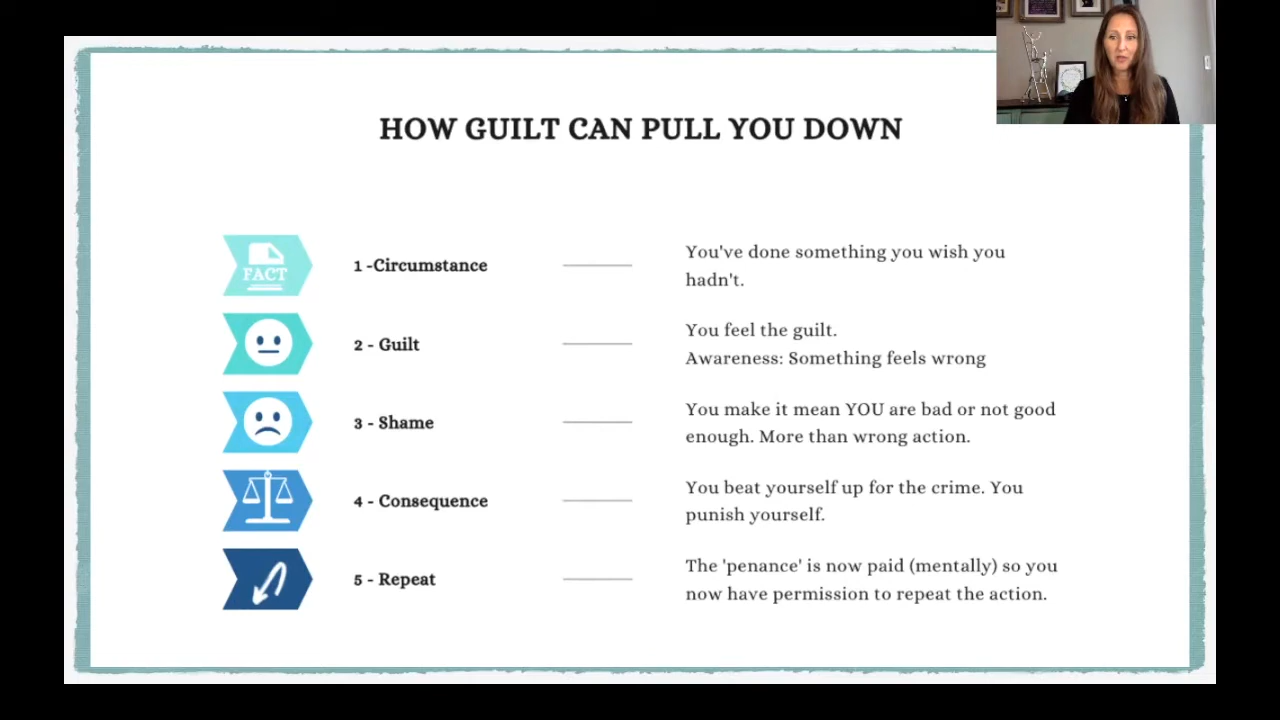 HOW GUILT CAN PULL YOU DOWN
FACT
1 -Circumstance
You've done something you wish you
hadn't.
2 - Guilt
You feel the guilt.
Awareness: Something feels wrong
3 - Shame
You make it mean YOU are bad or not good
enough. More than wrong action.
4 - Consequence
You beat yourself up for the crime. You
punish yourself.
5 - Repeat
The 'penance' is now paid (mentally) so you
now have permission to repeat the action.